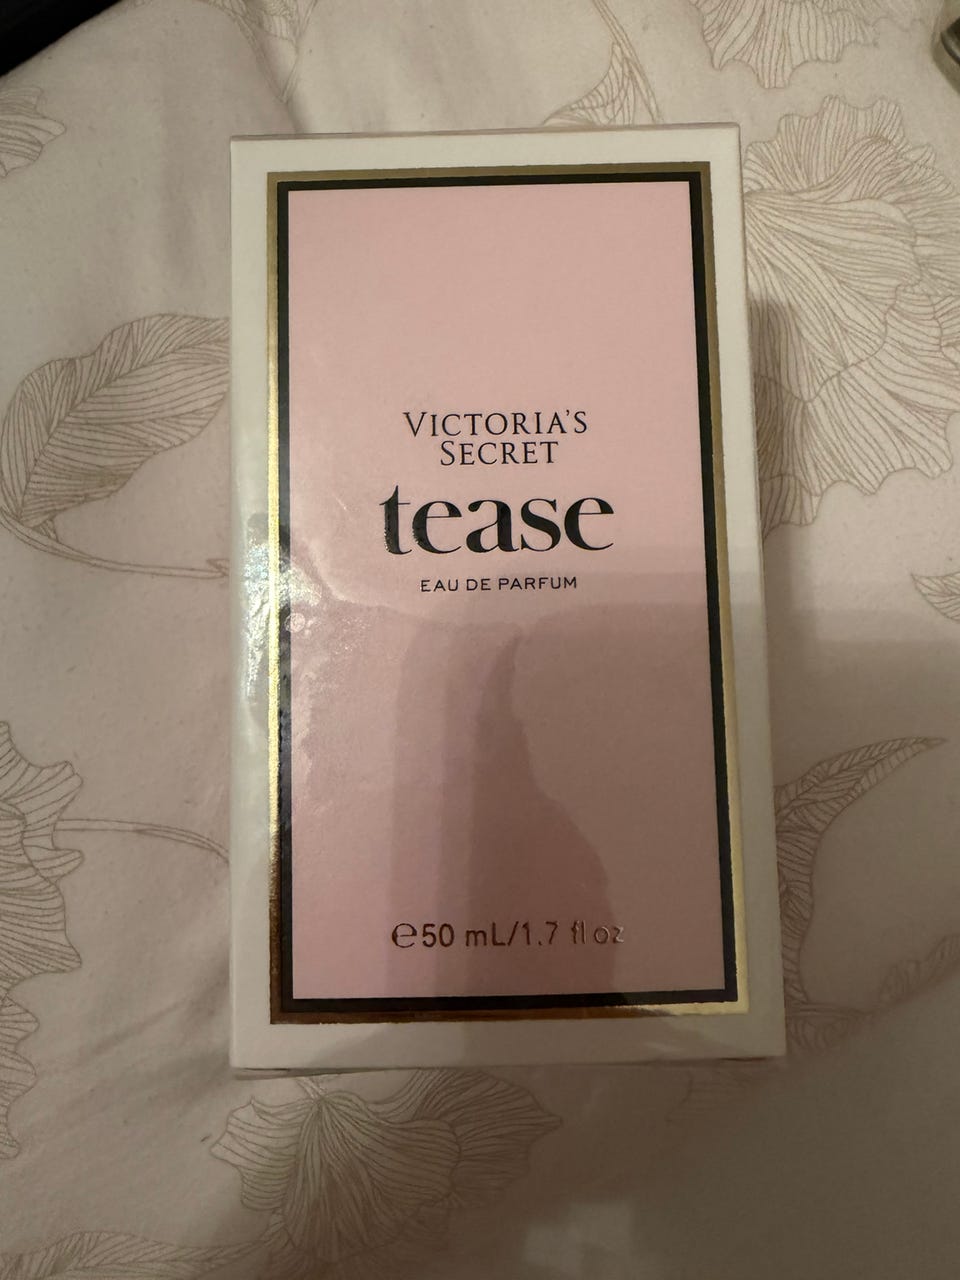 VICTORIA'S
SECRET
tease
EAU DE PARFUM
℮50 mL/1.7 fl oz